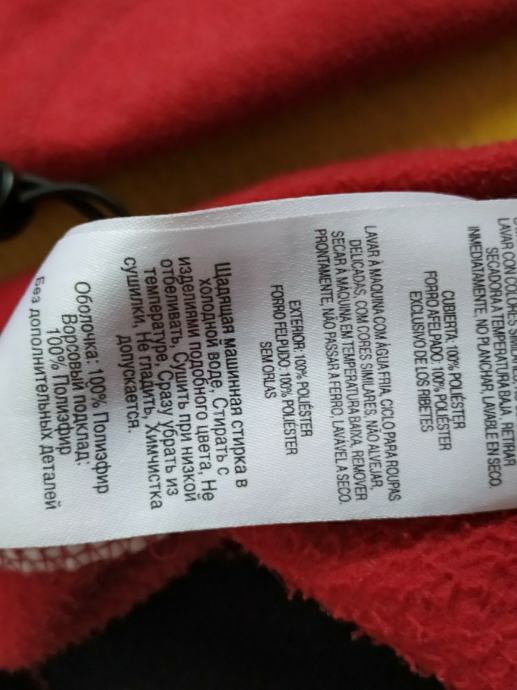 LAVAR CON COLORES SIMILARES,
SECADORA A TEMPERATURA BAJA. RETIRAR
INMEDIATAMENTE, NO PLANCHAR, LAVABLE EN SECO.
CUBIERTA: 100% POLIÉSTER
FORRO AFELPADO: 100% POLIÉSTER
EXCLUSIVO DE LOS RIBETES
LAVAR À MAQUINA COM ÁGUA FRIA, CICLO PARA ROUPAS
DELICADAS, COM CORES SIMILARES, NÃO ALVEJAR,
SECAR À MAQUINA EM TEMPERATURA BAIXA, REMOVER
PRONTAMENTE, NÃO PASSAR A FERRO, LAVAVEL A SECO.
EXTERIOR: 100% POLIÉSTER
FORRO FELPUDO: 100% POLIÉSTER
SEM ORLAS
Щадящая машинная стирка в
холодной воде, Стирать с
изделиями подобного цвета, Не
отбеливать, Сушить при низкой
температуре, Сразу убрать из
сушилки, Не гладить, Химчистка
допускается.
Оболочка: 100% Полиэфир
Ворсовый подклад:
100% Полиэфир
Без дополнительных деталей